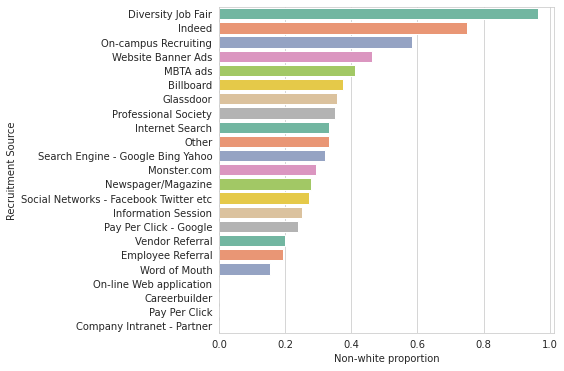 Diversity Job Fair
Indeed
On-campus Recruiting
Website Banner Ads
MBTA ads
Billboard
Glassdoor
Professional Society
Internet Search
Other
Search Engine - Google Bing Yahoo
Monster.com
Newspager/Magazine
Social Networks - Facebook Twitter etc
Information Session
Pay Per Click - Google
Vendor Referral
Employee Referral
Word of Mouth
On-line Web application
Careerbuilder
Pay Per Click
Company Intranet - Partner
Recruitment Source
0.0 0.2 0.4 0.6 0.8 1.0
Non-white proportion